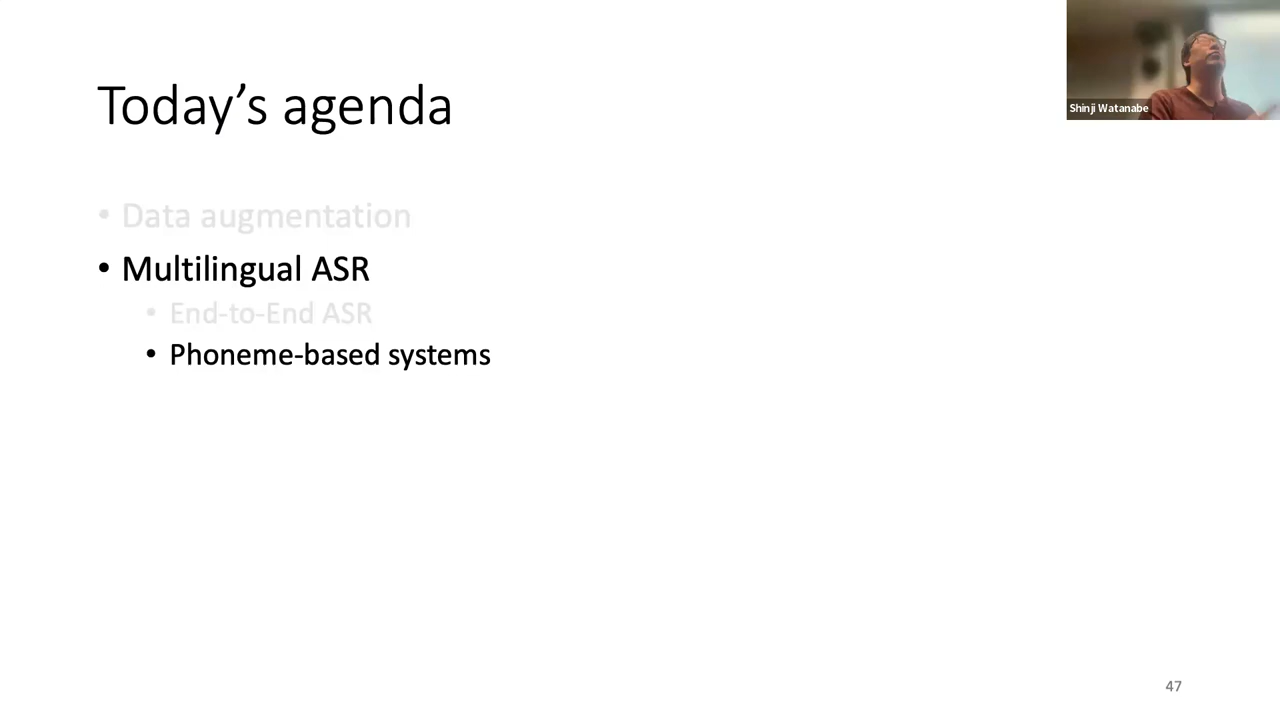 Today's agenda
Shinji Watanabe
• Data augmentation
• Multilingual ASR
• End-to-End ASR
• Phoneme-based systems
47